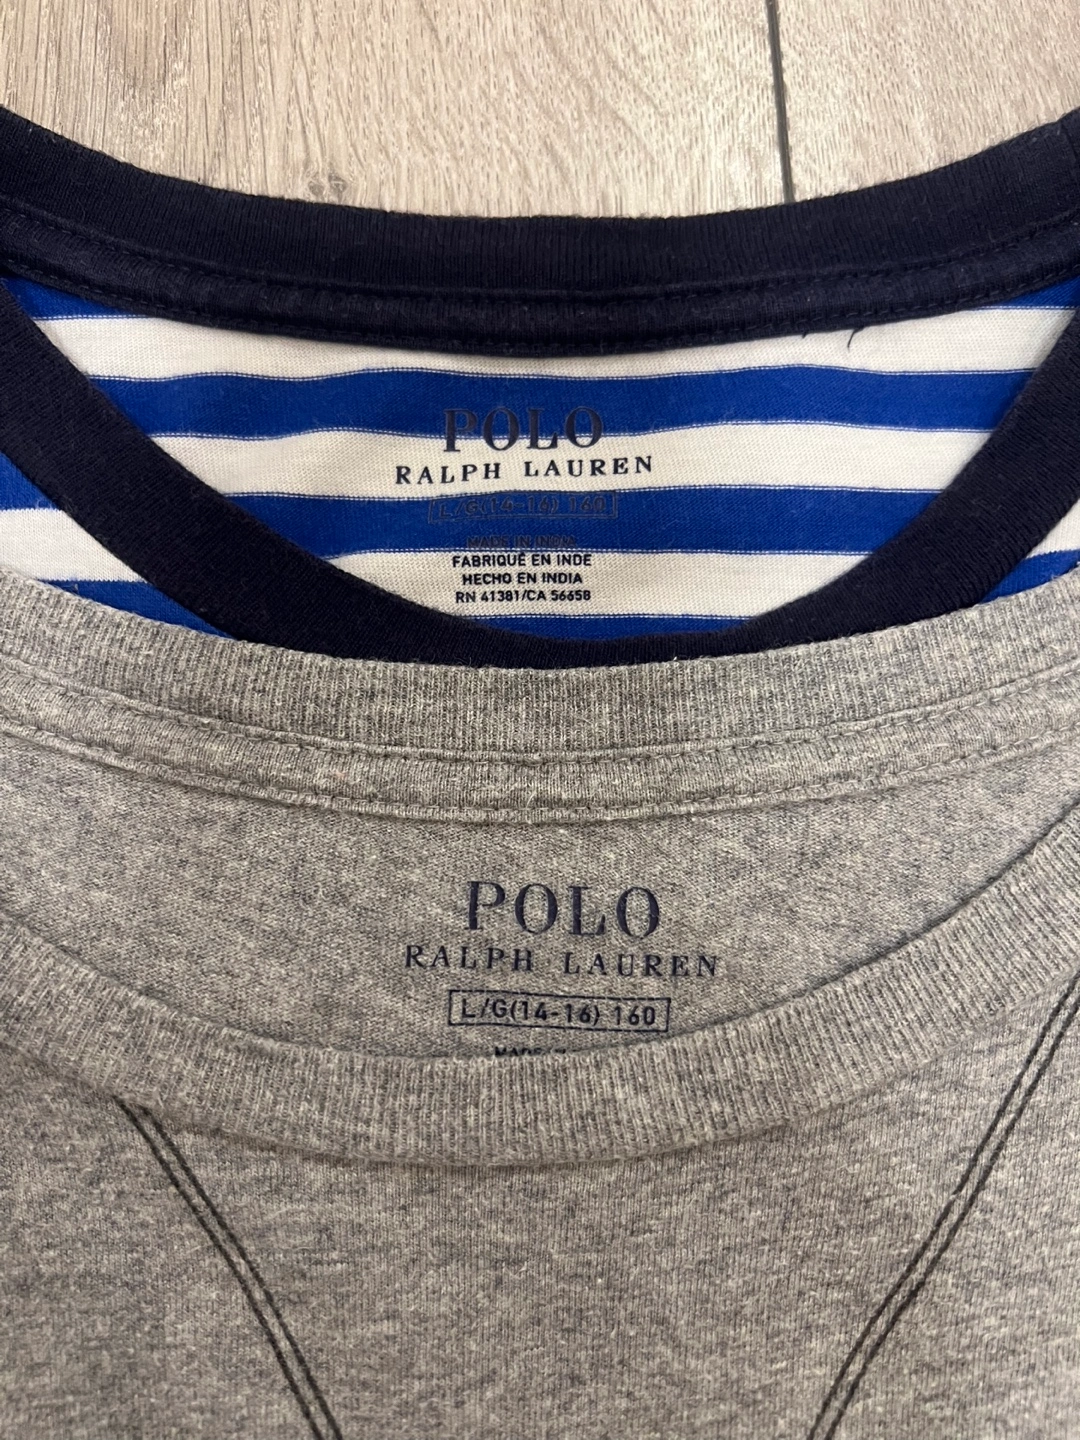 POLO
RALPH LAUREN
L/G(14-16) 160
MADE IN INDIA
FABRIQUÉ EN INDE
HECHO EN INDIA
RN 41381/CA 56658
POLO
RALPH LAUREN
L/G(14-16) 160
MADE